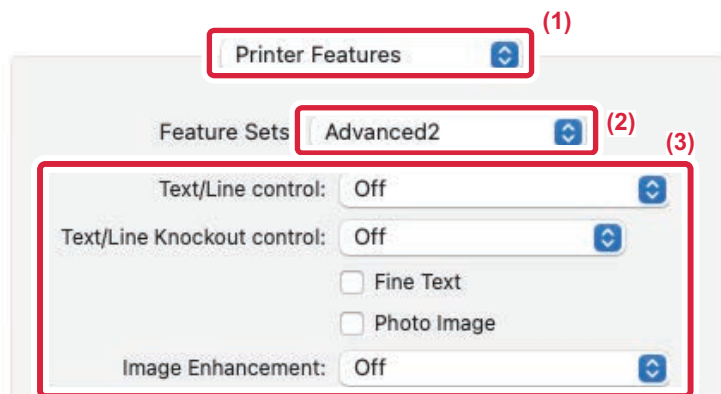 (1)
Printer Features
Feature Sets Advanced2 (2)
(3)
Text/Line control: Off
Text/Line Knockout control: Off
Fine Text
Photo Image
Image Enhancement: Off